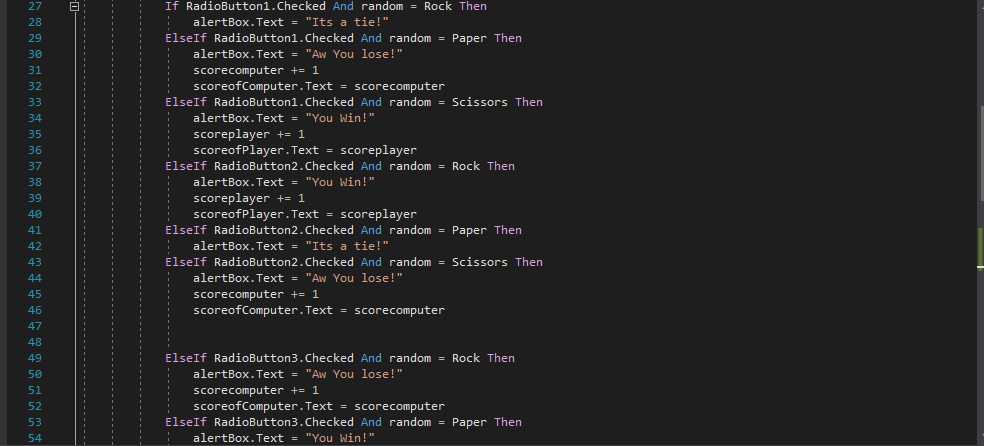 27 If RadioButton1.Checked And random = Rock Then
28 alertBox.Text = "Its a tie!"
29 ElseIf RadioButton1.Checked And random = Paper Then
30 alertBox.Text = "Aw You lose!"
31 scorecomputer += 1
32 scoreofComputer.Text = scorecomputer
33 ElseIf RadioButton1.Checked And random = Scissors Then
34 alertBox.Text = "You Win!"
35 scoreplayer += 1
36 scoreofPlayer.Text = scoreplayer
37 ElseIf RadioButton2.Checked And random = Rock Then
38 alertBox.Text = "You Win!"
39 scoreplayer += 1
40 scoreofPlayer.Text = scoreplayer
41 ElseIf RadioButton2.Checked And random = Paper Then
42 alertBox.Text = "Its a tie!"
43 ElseIf RadioButton2.Checked And random = Scissors Then
44 alertBox.Text = "Aw You lose!"
45 scorecomputer += 1
46 scoreofComputer.Text = scorecomputer
47
48
49 ElseIf RadioButton3.Checked And random = Rock Then
50 alertBox.Text = "Aw You lose!"
51 scorecomputer += 1
52 scoreofComputer.Text = scorecomputer
53 ElseIf RadioButton3.Checked And random = Paper Then
54 alertBox.Text = "You Win!"